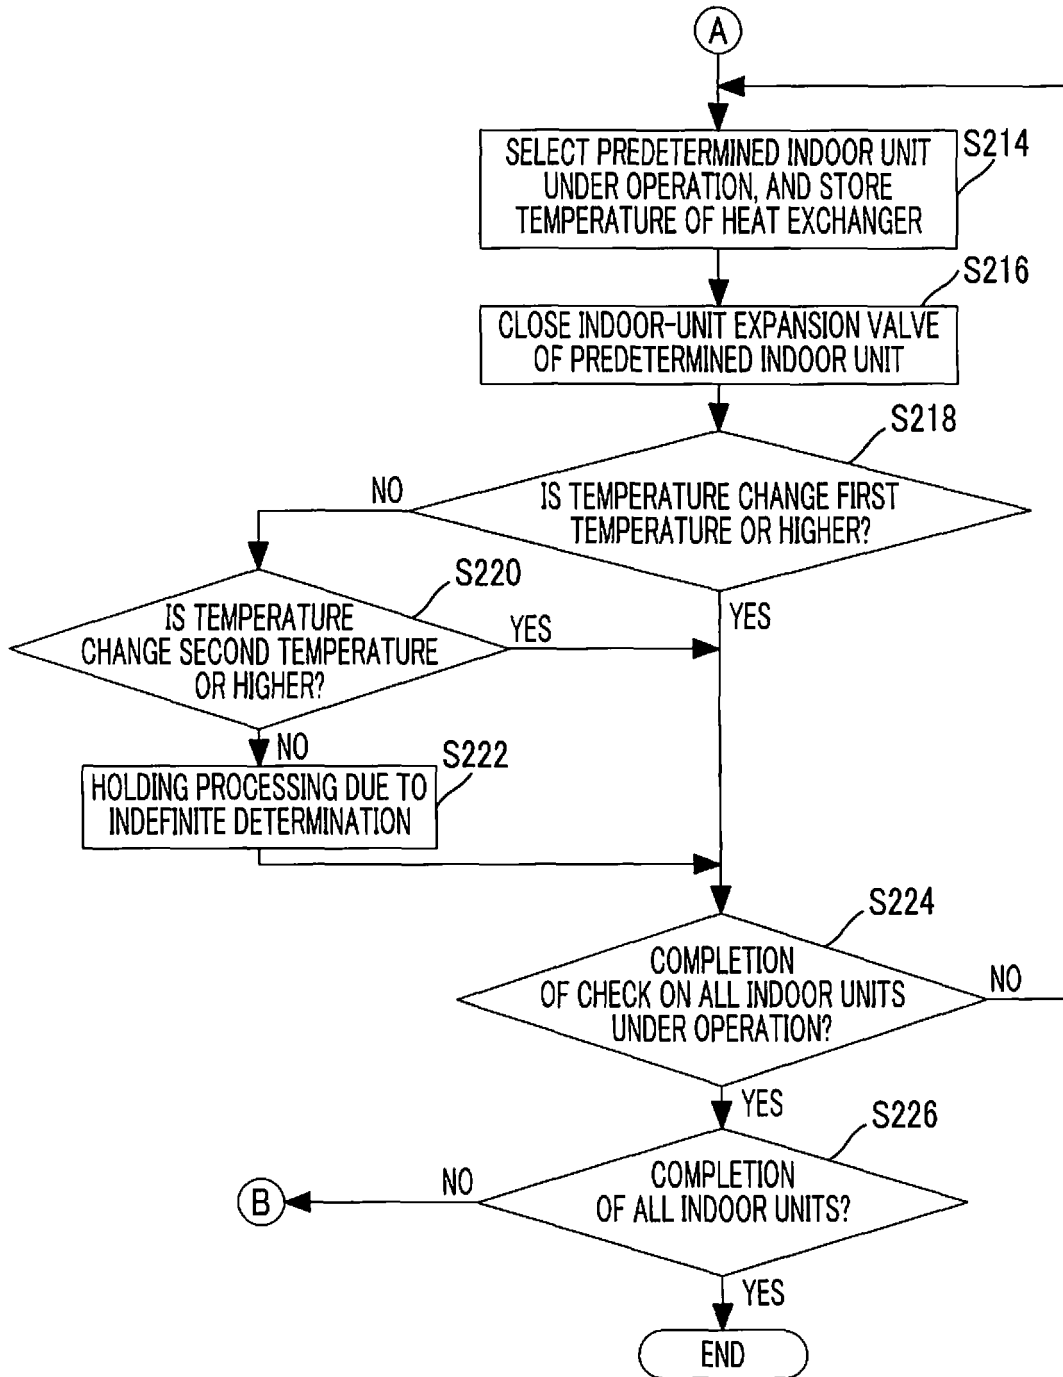 A
SELECT PREDETERMINED INDOOR UNIT
UNDER OPERATION, AND STORE
TEMPERATURE OF HEAT EXCHANGER
S214
CLOSE INDOOR-UNIT EXPANSION VALVE
OF PREDETERMINED INDOOR UNIT
S216
IS TEMPERATURE CHANGE FIRST
TEMPERATURE OR HIGHER?
S218
NO
YES
IS TEMPERATURE
CHANGE SECOND TEMPERATURE
OR HIGHER?
S220
YES
NO
HOLDING PROCESSING DUE TO
INDEFINITE DETERMINATION
S222
COMPLETION
OF CHECK ON ALL INDOOR UNITS
UNDER OPERATION?
S224
NO
YES
COMPLETION
OF ALL INDOOR UNITS?
S226
NO
B
YES
END